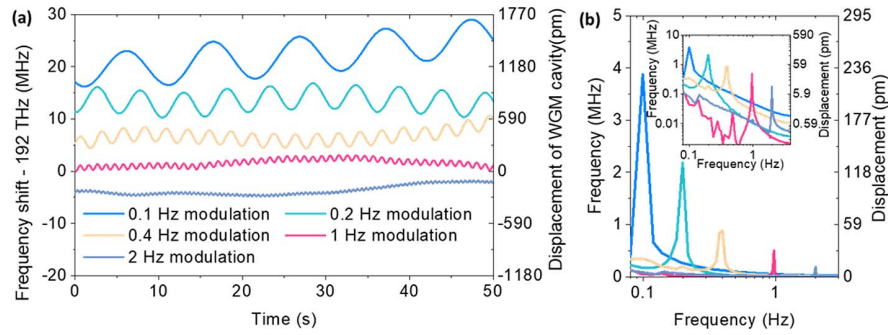 (a)
30
20
10
0
-10
-20
Frequency shift - 192 THz (MHz)
0
10
20
30
40
50
Time (s)
1770
1180
590
0
-590
-1180
Displacement of WGM cavity(pm)
0.1 Hz modulation
0.2 Hz modulation
0.4 Hz modulation
1 Hz modulation
2 Hz modulation
(b)
5
4
3
2
1
0
Frequency (MHz)
0.1
1
Frequency (Hz)
295
236
177
118
59
0
Displacement (pm)
10
1
0.1
0.01
Frequency (MHz)
0.1
1
Frequency (Hz)
590
59
5.9
0.59
Displacement (pm)